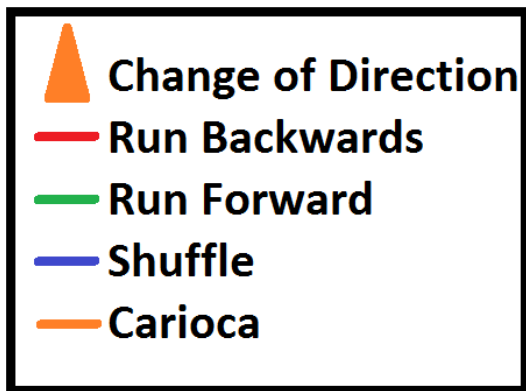 Change of Direction
Run Backwards
Run Forward
Shuffle
Carioca